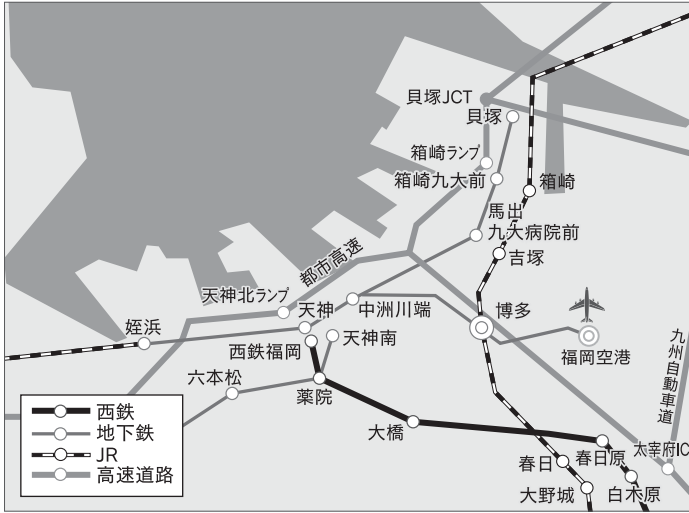 貝塚JCT
貝塚
箱崎ランプ
箱崎九大前
箱崎
馬出
九大病院前
吉塚
都市高速
天神北ランプ
天神
中洲川端
博多
姪浜
西鉄福岡
天神南
福岡空港
九州自動車道
六本松
薬院
大橋
春日原
太宰府IC
春日
大野城
白木原
西鉄
地下鉄
JR
高速道路